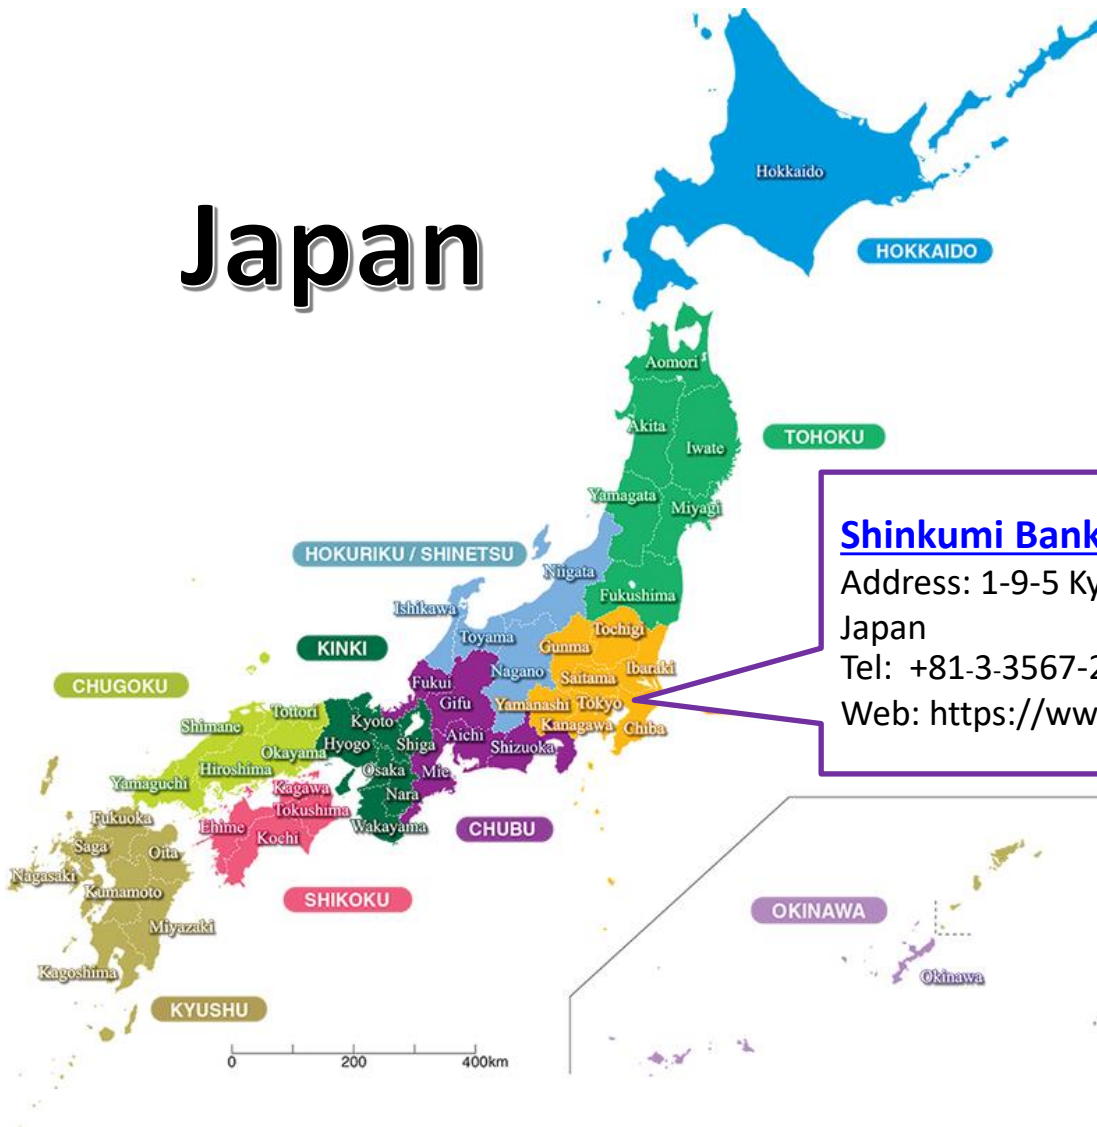 Hokkaido
Japan
HOKKAIDO
Aomori
Akita
Iwate
TOHOKU
Yamagata
Miyagi
Shinkumi Bank
Address: 1-9-5 Ky
Japan
Tel: +81-3-3567-2
Web: https://ww
HOKURIKU / SHINETSU
Niigata
Fukushima
Ishikawa
Toyama
Tochigi
Gunma
KINKI
Nagano
Saitama
Ibaraki
CHUGOKU
Fukui
Gifu
Yamanashi
Tokyo
Tottori
Shimane
Kyoto
Kanagawa
Chiba
Hyogo
Shiga
Aichi
Shizuoka
Okayama
Hiroshima
Osaka
Mie
Yamaguchi
Kagawa
Nara
Tokushima
Fukuoka
Ehime
Kochi
Wakayama
CHUBU
Saga
Oita
Nagasaki
Kumamoto
SHIKOKU
OKINAWA
Miyazaki
Kagoshima
Okinawa
KYUSHU
0 200 400km